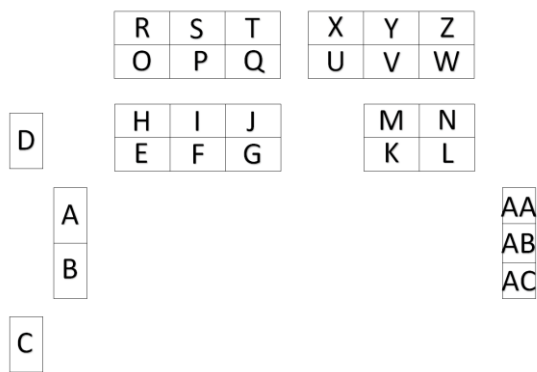 R S T X Y Z
O P Q U V W
H I J M N
D
E F G K L
A AA
AB
B AC
C